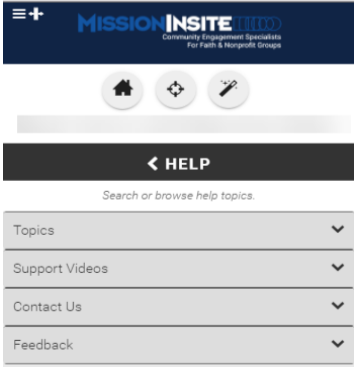 MISSIONINSITE
Community Engagement Specialists
For Faith & Nonprofit Groups
HELP
Search or browse help topics.
Topics
Support Videos
Contact Us
Feedback